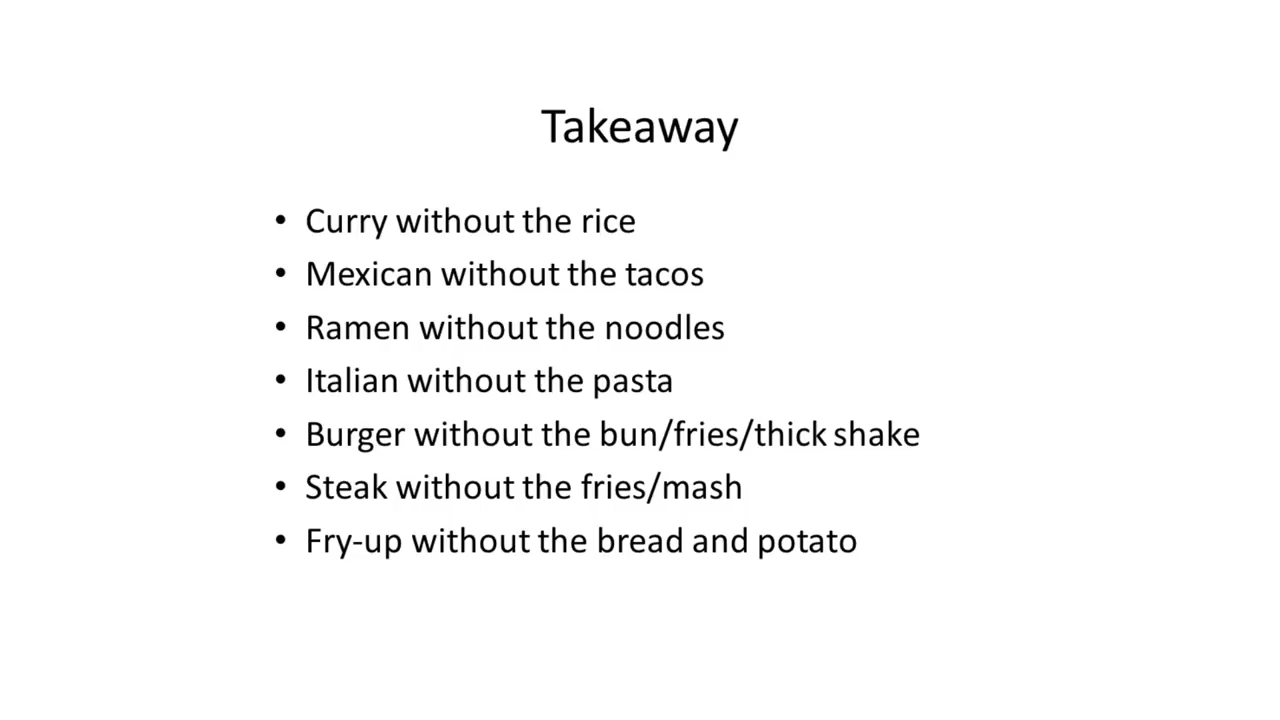 Takeaway
• Curry without the rice
• Mexican without the tacos
• Ramen without the noodles
• Italian without the pasta
• Burger without the bun/fries/thick shake
• Steak without the fries/mash
• Fry-up without the bread and potato